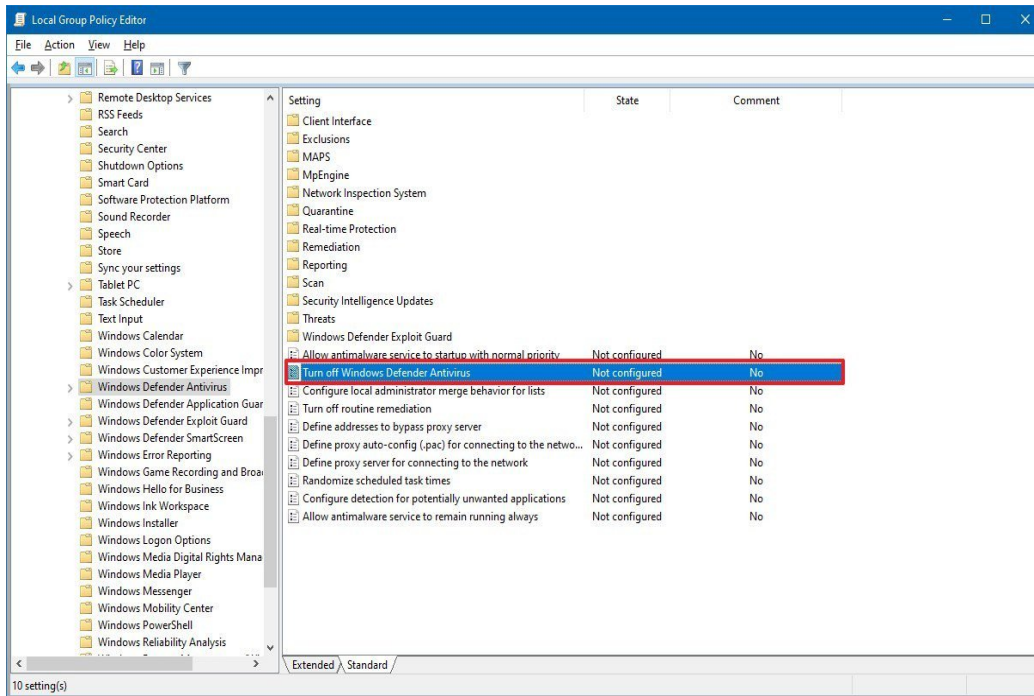 Local Group Policy Editor
File Action View Help
Remote Desktop Services
RSS Feeds
Search
Security Center
Shutdown Options
Smart Card
Software Protection Platform
Sound Recorder
Speech
Store
Sync your settings
Tablet PC
Task Scheduler
Text Input
Windows Calendar
Windows Color System
Windows Customer Experience Impr
Windows Defender Antivirus
Windows Defender Application Guar
Windows Defender Exploit Guard
Windows Defender SmartScreen
Windows Error Reporting
Windows Game Recording and Broa
Windows Hello for Business
Windows Ink Workspace
Windows Installer
Windows Logon Options
Windows Media Digital Rights Mana
Windows Media Player
Windows Messenger
Windows Mobility Center
Windows PowerShell
Windows Reliability Analysis
Setting State Comment
Client Interface
Exclusions
MAPS
MpEngine
Network Inspection System
Quarantine
Real-time Protection
Remediation
Reporting
Scan
Security Intelligence Updates
Threats
Windows Defender Exploit Guard
Allow antimalware service to startup with normal priority Not configured No
Turn off Windows Defender Antivirus Not configured No
Configure local administrator merge behavior for lists Not configured No
Turn off routine remediation Not configured No
Define addresses to bypass proxy server Not configured No
Define proxy auto-config (.pac) for connecting to the netwo... Not configured No
Define proxy server for connecting to the network Not configured No
Randomize scheduled task times Not configured No
Configure detection for potentially unwanted applications Not configured No
Allow antimalware service to remain running always Not configured No
Extended Standard
10 setting(s)